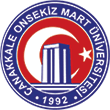 ÇANAKKALE ONSEKİZ MART ÜNİVERSİTESİ
• 1992 •